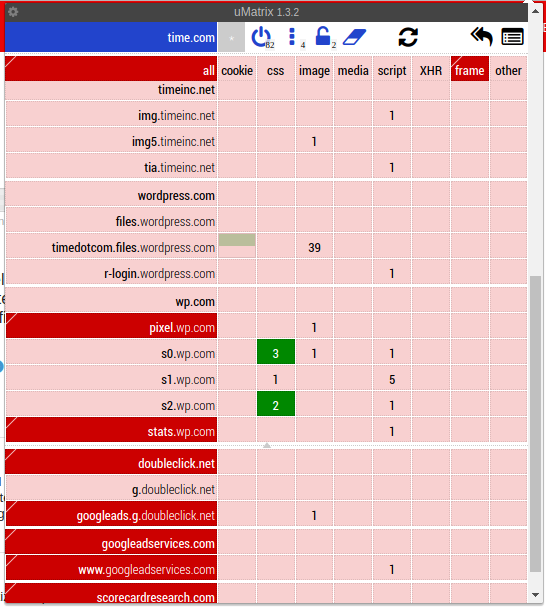 uMatrix 1.3.2
time.com 82 4 2
all cookie css image media script XHR frame other
timeinc.net
img.timeinc.net 1
img5.timeinc.net 1
tia.timeinc.net 1
wordpress.com
files.wordpress.com
timedotcom.files.wordpress.com 39
r-login.wordpress.com 1
wp.com
pixel.wp.com 1
s0.wp.com 3 1 1
s1.wp.com 1 5
s2.wp.com 2 1
stats.wp.com 1
doubleclick.net
g.doubleclick.net
googleads.g.doubleclick.net 1
googleadservices.com
www.googleadservices.com 1
scorecardresearch.com